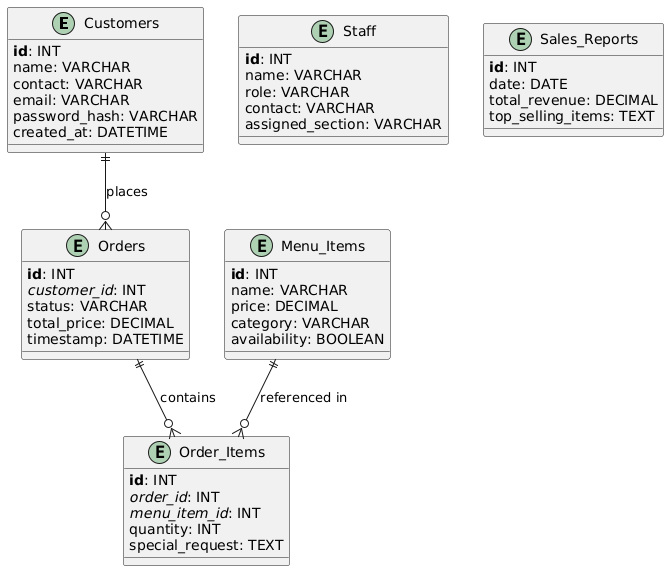 E Customers
id: INT
name: VARCHAR
contact: VARCHAR
email: VARCHAR
password_hash: VARCHAR
created_at: DATETIME
E Staff
id: INT
name: VARCHAR
role: VARCHAR
contact: VARCHAR
assigned_section: VARCHAR
E Sales_Reports
id: INT
date: DATE
total_revenue: DECIMAL
top_selling_items: TEXT
places
E Orders
id: INT
customer_id: INT
status: VARCHAR
total_price: DECIMAL
timestamp: DATETIME
E Menu_Items
id: INT
name: VARCHAR
price: DECIMAL
category: VARCHAR
availability: BOOLEAN
contains
referenced in
E Order_Items
id: INT
order_id: INT
menu_item_id: INT
quantity: INT
special_request: TEXT